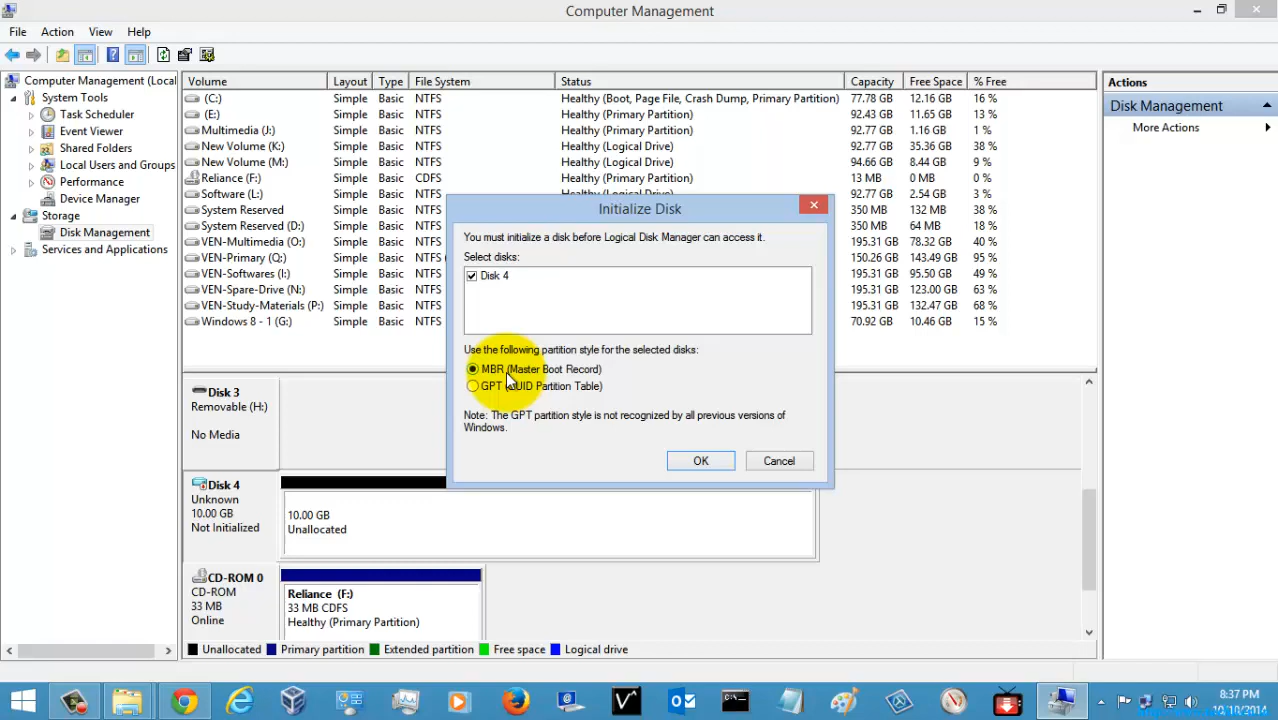 Computer Management
File Action View Help
Computer Management (Local
System Tools
Task Scheduler
Event Viewer
Shared Folders
Local Users and Groups
Performance
Device Manager
Storage
Disk Management
Services and Applications
Volume Layout Type File System Status Capacity Free Space % Free
(C:) Simple Basic NTFS Healthy (Boot, Page File, Crash Dump, Primary Partition) 77.78 GB 12.16 GB 16 %
(E:) Simple Basic NTFS Healthy (Primary Partition) 92.43 GB 11.65 GB 13 %
Multimedia (J:) Simple Basic NTFS Healthy (Primary Partition) 92.77 GB 1.16 GB 1 %
New Volume (K:) Simple Basic NTFS Healthy (Logical Drive) 92.77 GB 35.36 GB 38 %
New Volume (M:) Simple Basic NTFS Healthy (Logical Drive) 94.66 GB 8.44 GB 9 %
Reliance (F:) Simple Basic CDFS Healthy (Primary Partition) 13 MB 0 MB 0 %
Software (L:) Simple Basic NTFS Healthy (Logical Drive) 92.77 GB 2.54 GB 3 %
System Reserved Simple Basic NTFS 350 MB 132 MB 38 %
System Reserved (D:) Simple Basic NTFS 350 MB 64 MB 18 %
VEN-Multimedia (O:) Simple Basic NTFS 195.31 GB 78.32 GB 40 %
VEN-Primary (Q:) Simple Basic NTFS 150.26 GB 143.49 GB 95 %
VEN-Softwares (I:) Simple Basic NTFS 195.31 GB 95.50 GB 49 %
VEN-Spare-Drive (N:) Simple Basic NTFS 195.31 GB 123.00 GB 63 %
VEN-Study-Materials (P:) Simple Basic NTFS 195.31 GB 132.47 GB 68 %
Windows 8 - 1 (G:) Simple Basic NTFS 70.92 GB 10.46 GB 15 %
Initialize Disk
You must initialize a disk before Logical Disk Manager can access it.
Select disks:
Disk 4
Use the following partition style for the selected disks:
MBR (Master Boot Record)
GPT (GUID Partition Table)
Note: The GPT partition style is not recognized by all previous versions of
Windows.
OK Cancel
Disk 3
Removable (H:)
No Media
Disk 4
Unknown
10.00 GB
Not Initialized
10.00 GB
Unallocated
CD-ROM 0
CD-ROM
33 MB
Online
Reliance (F:)
33 MB CDFS
Healthy (Primary Partition)
Unallocated Primary partition Extended partition Free space Logical drive
Actions
Disk Management
More Actions
8:37 PM
10/10/2014